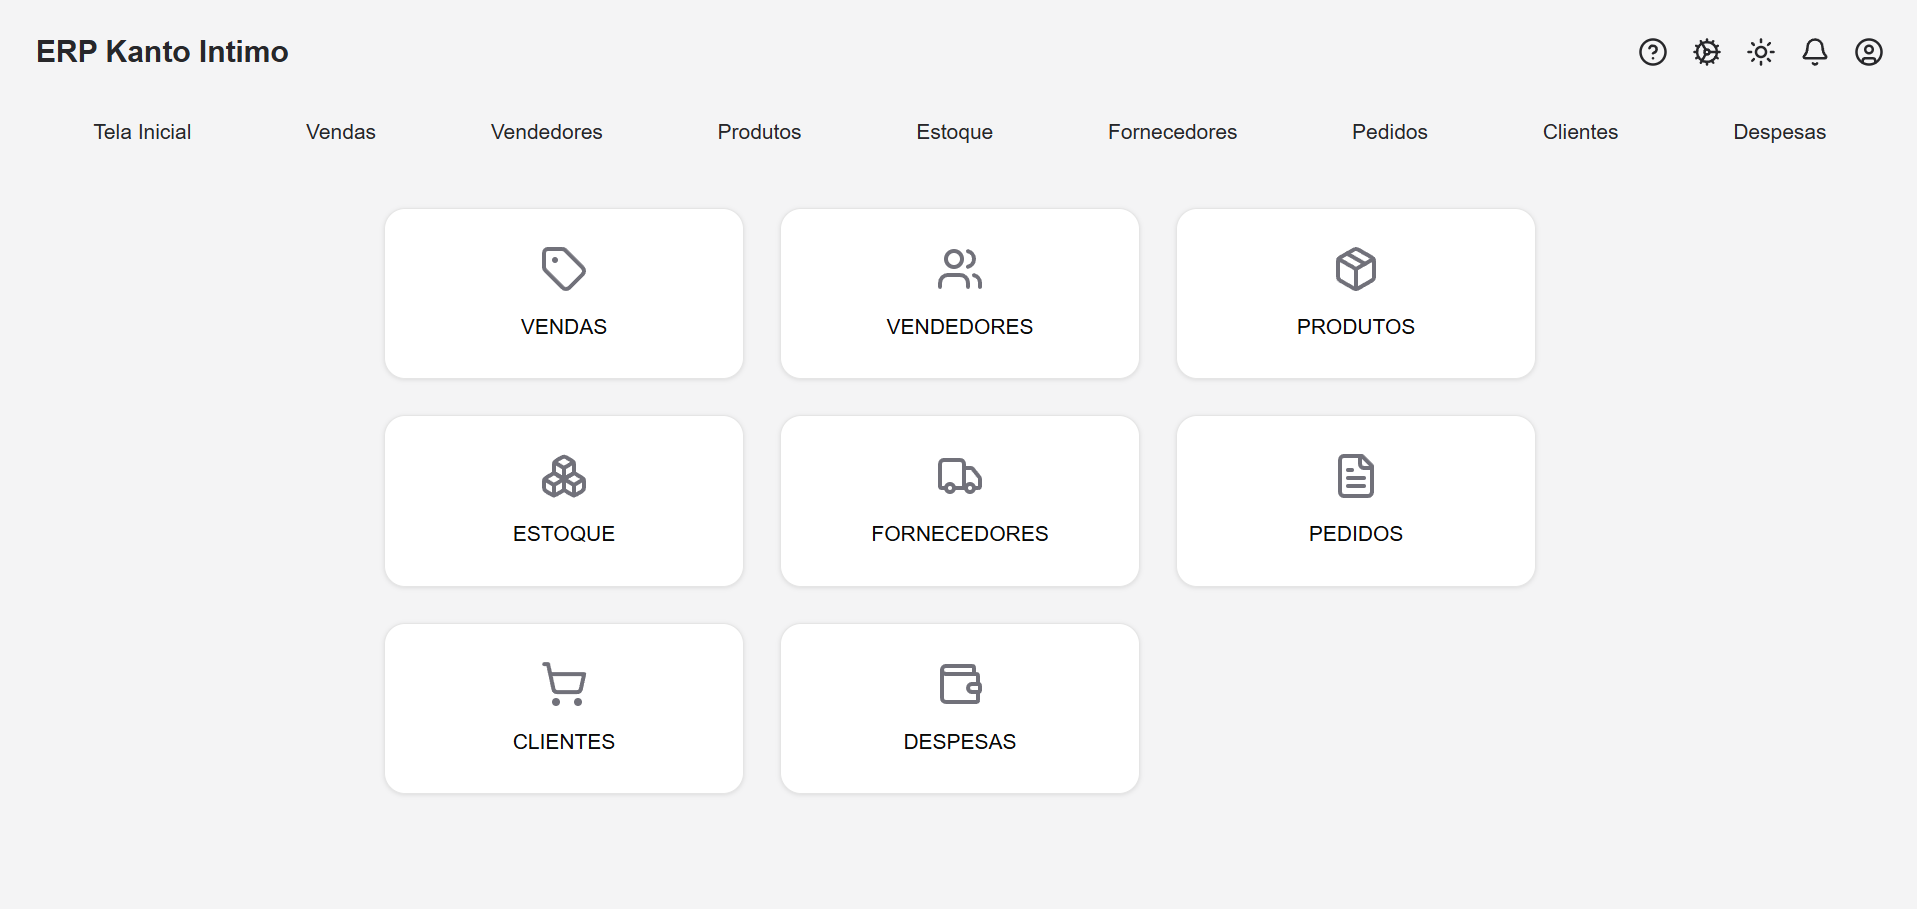 ERP Kanto Intimo
Tela Inicial Vendas Vendedores Produtos Estoque Fornecedores Pedidos Clientes Despesas
VENDAS VENDEDORES PRODUTOS
ESTOQUE FORNECEDORES PEDIDOS
CLIENTES DESPESAS